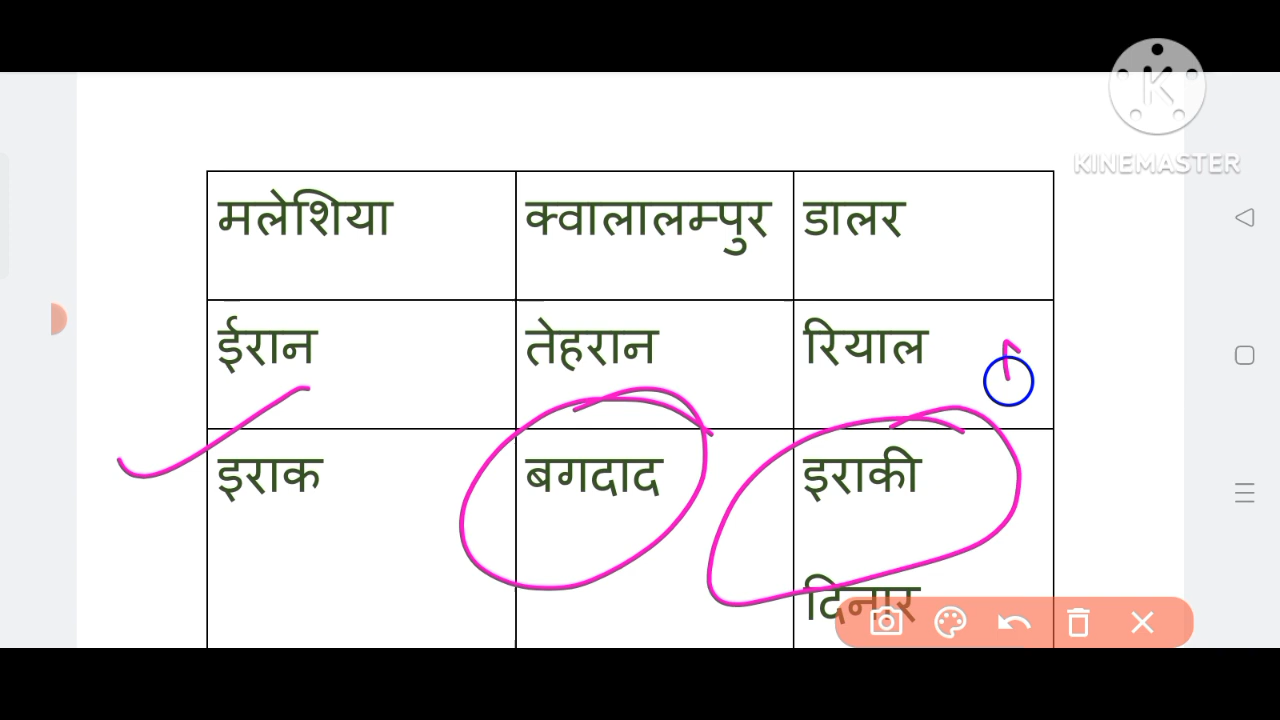 KINEMASTER
मलेशिया क्वालालम्पुर डालर
ईरान तेहरान रियाल
इराक बगदाद इराकी
दिनार